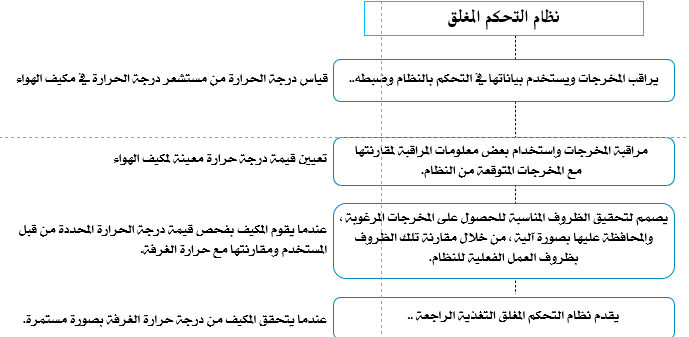 نظام التحكم المغلق
يراقب المخرجات ويستخدم بياناتها في التحكم بالنظام وضبطه..
قياس درجة الحرارة من مستشعر درجة الحرارة في مكيف الهواء
مراقبة المخرجات واستخدام بعض معلومات المراقبة لمقارنتها
مع المخرجات المتوقعة من النظام.
تعيين قيمة درجة حرارة معينة لمكيف الهواء
يصمم لتحقيق الظروف المناسبة للحصول على المخرجات المرغوبة ،
والمحافظة عليها بصورة آلية ، من خلال مقارنة تلك الظروف
بظروف العمل الفعلية للنظام.
عندما يقوم المكيف بفحص قيمة درجة الحرارة المحددة من قبل
المستخدم ومقارنتها مع حرارة الغرفة.
يقدم نظام التحكم المغلق التغذية الراجعة ..
عندما يتحقق المكيف من درجة حرارة الغرفة بصورة مستمرة.